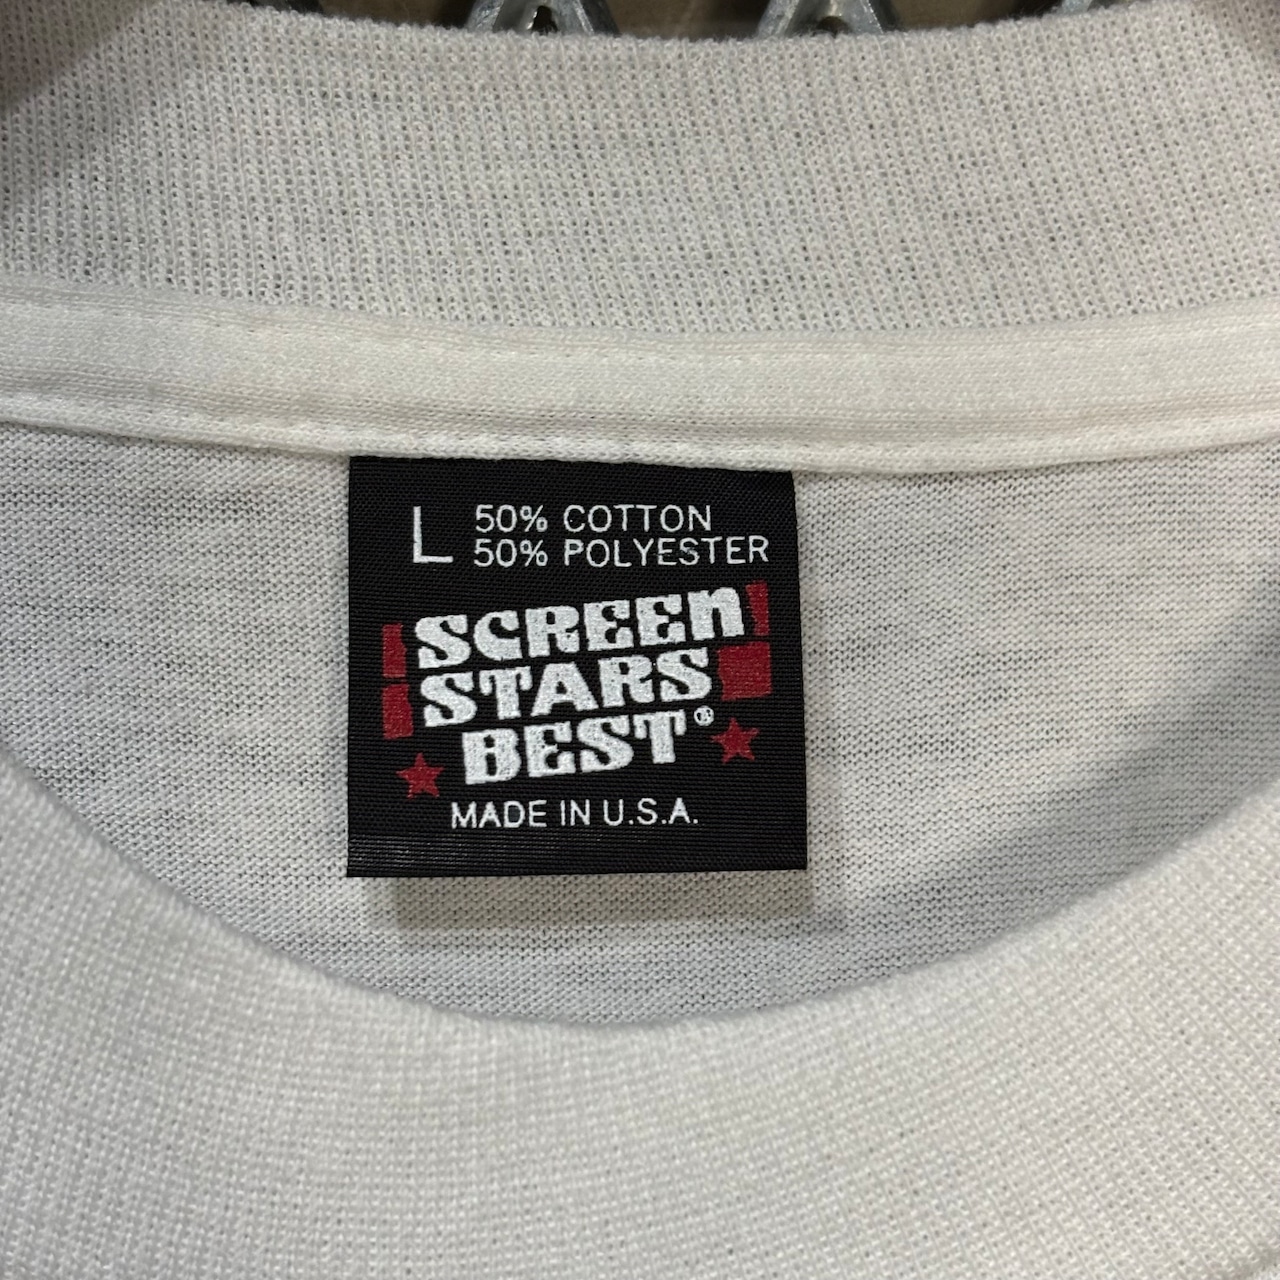 L 50% COTTON
50% POLYESTER
SCREEN
STARS
BEST®
MADE IN U.S.A.